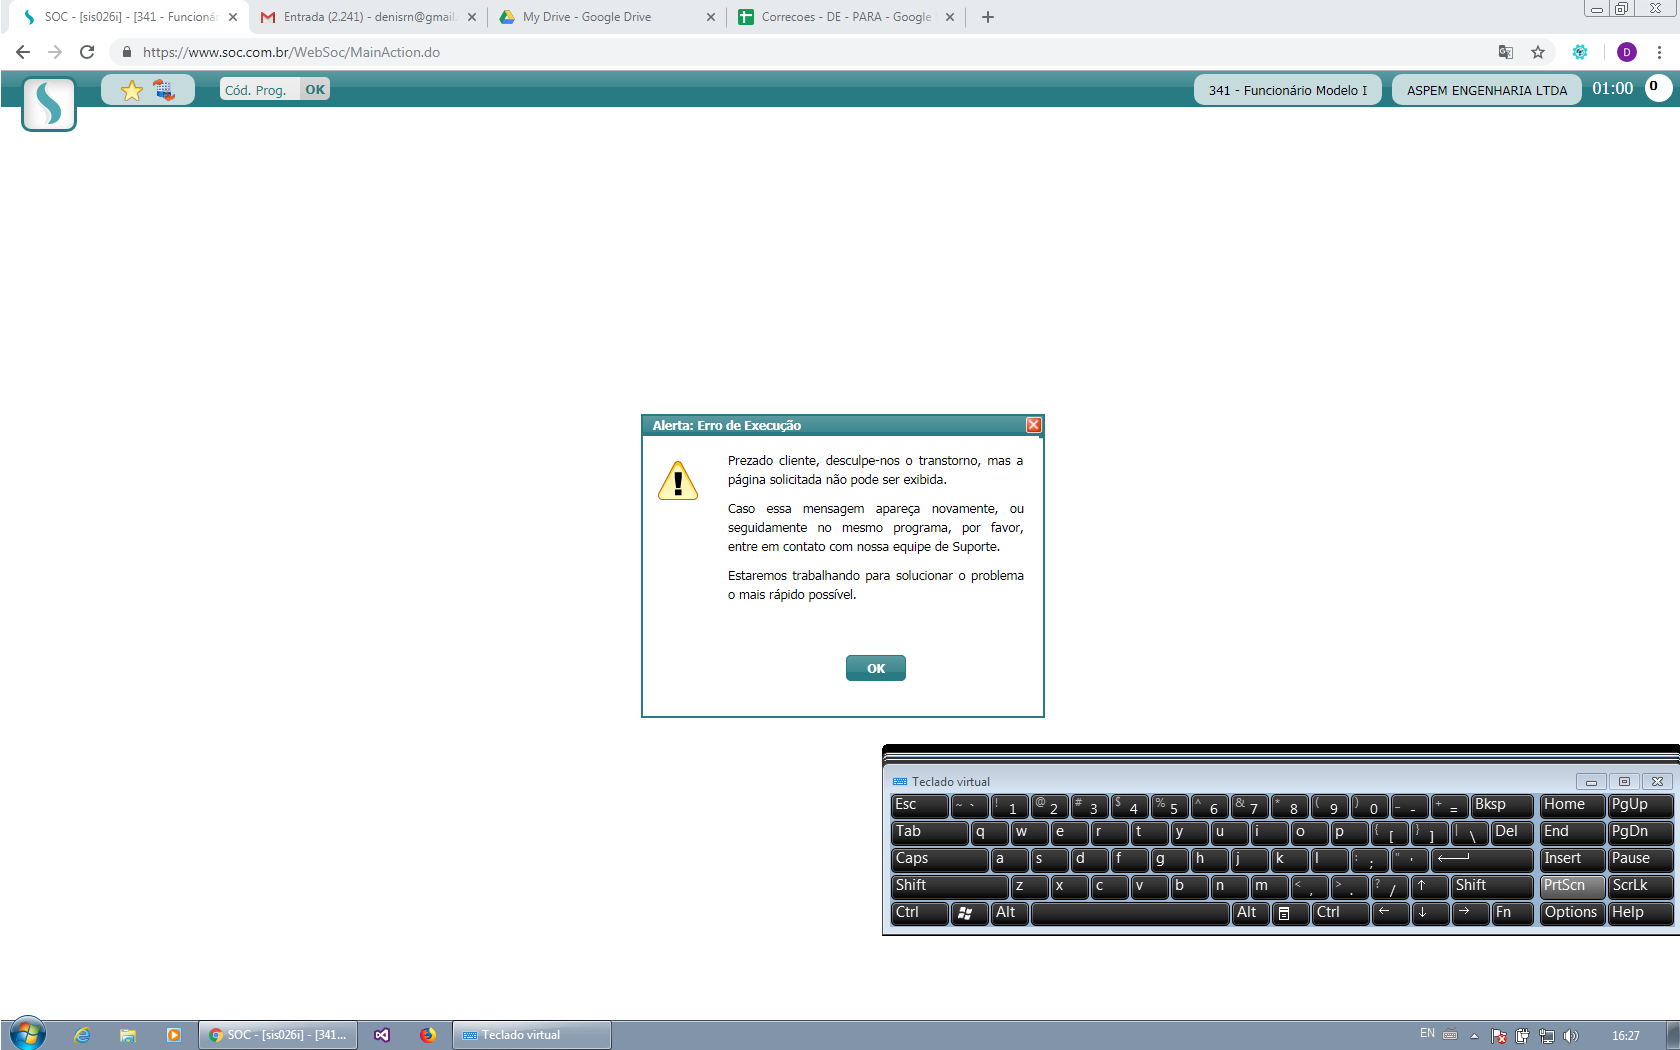 SOC - [sis026i] - [341 - Funcionár
Entrada (2.241) - denisrn@gmail.
My Drive - Google Drive
Correcoes - DE - PARA - Google
https://www.soc.com.br/WebSoc/MainAction.do
D
Cód. Prog. OK
341 - Funcionário Modelo I
ASPEM ENGENHARIA LTDA
01:00
0
Alerta: Erro de Execução
Prezado cliente, desculpe-nos o transtorno, mas a
página solicitada não pode ser exibida.
Caso essa mensagem apareça novamente, ou
seguidamente no mesmo programa, por favor,
entre em contato com nossa equipe de Suporte.
Estaremos trabalhando para solucionar o problema
o mais rápido possível.
OK
Teclado virtual
Esc ~ ` ! 1 @ 2 # 3 $ 4 % 5 ^ 6 & 7 * 8 ( 9 ) 0 _ - + = Bksp Home PgUp
Tab q w e r t y u i o p { [ } ] | \ Del End PgDn
Caps a s d f g h j k l : ; " ' Insert Pause
Shift z x c v b n m < , > . ? / ↑ Shift PrtScn ScrLk
Ctrl Alt Alt Ctrl ← ↓ → Fn Options Help
SOC - [sis026i] - [341...
Teclado virtual
EN
16:27